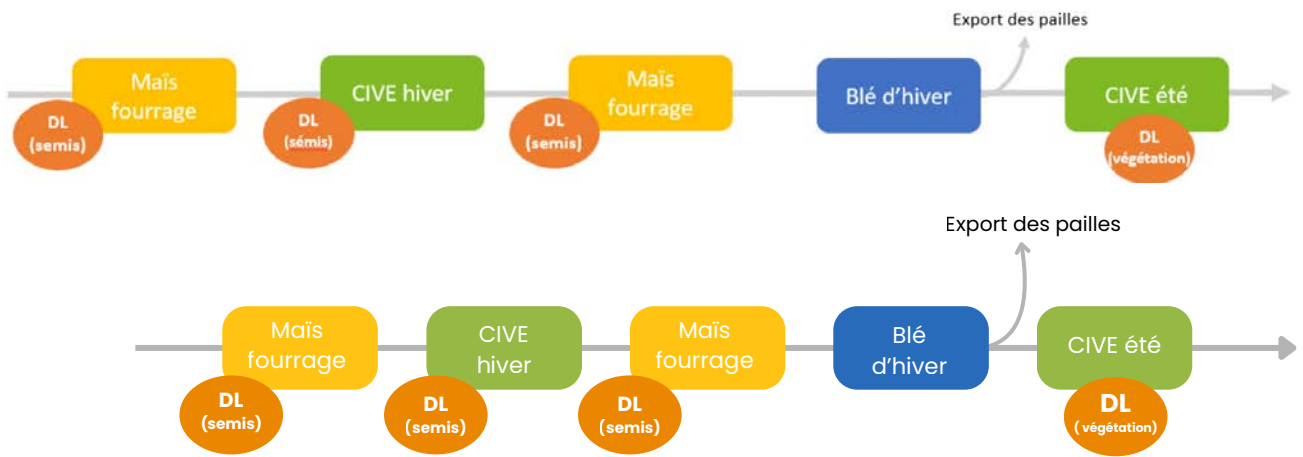 Export des pailles
Maïs
fourrage
CIVE hiver
Maïs
fourrage
Blé d'hiver
CIVE été
DL
(semis)
DL
(sémis)
DL
(semis)
DL
(végétation)
Export des pailles
Maïs
fourrage
CIVE
hiver
Maïs
fourrage
Blé
d'hiver
CIVE été
DL
(semis)
DL
(semis)
DL
(semis)
DL
( végétation)